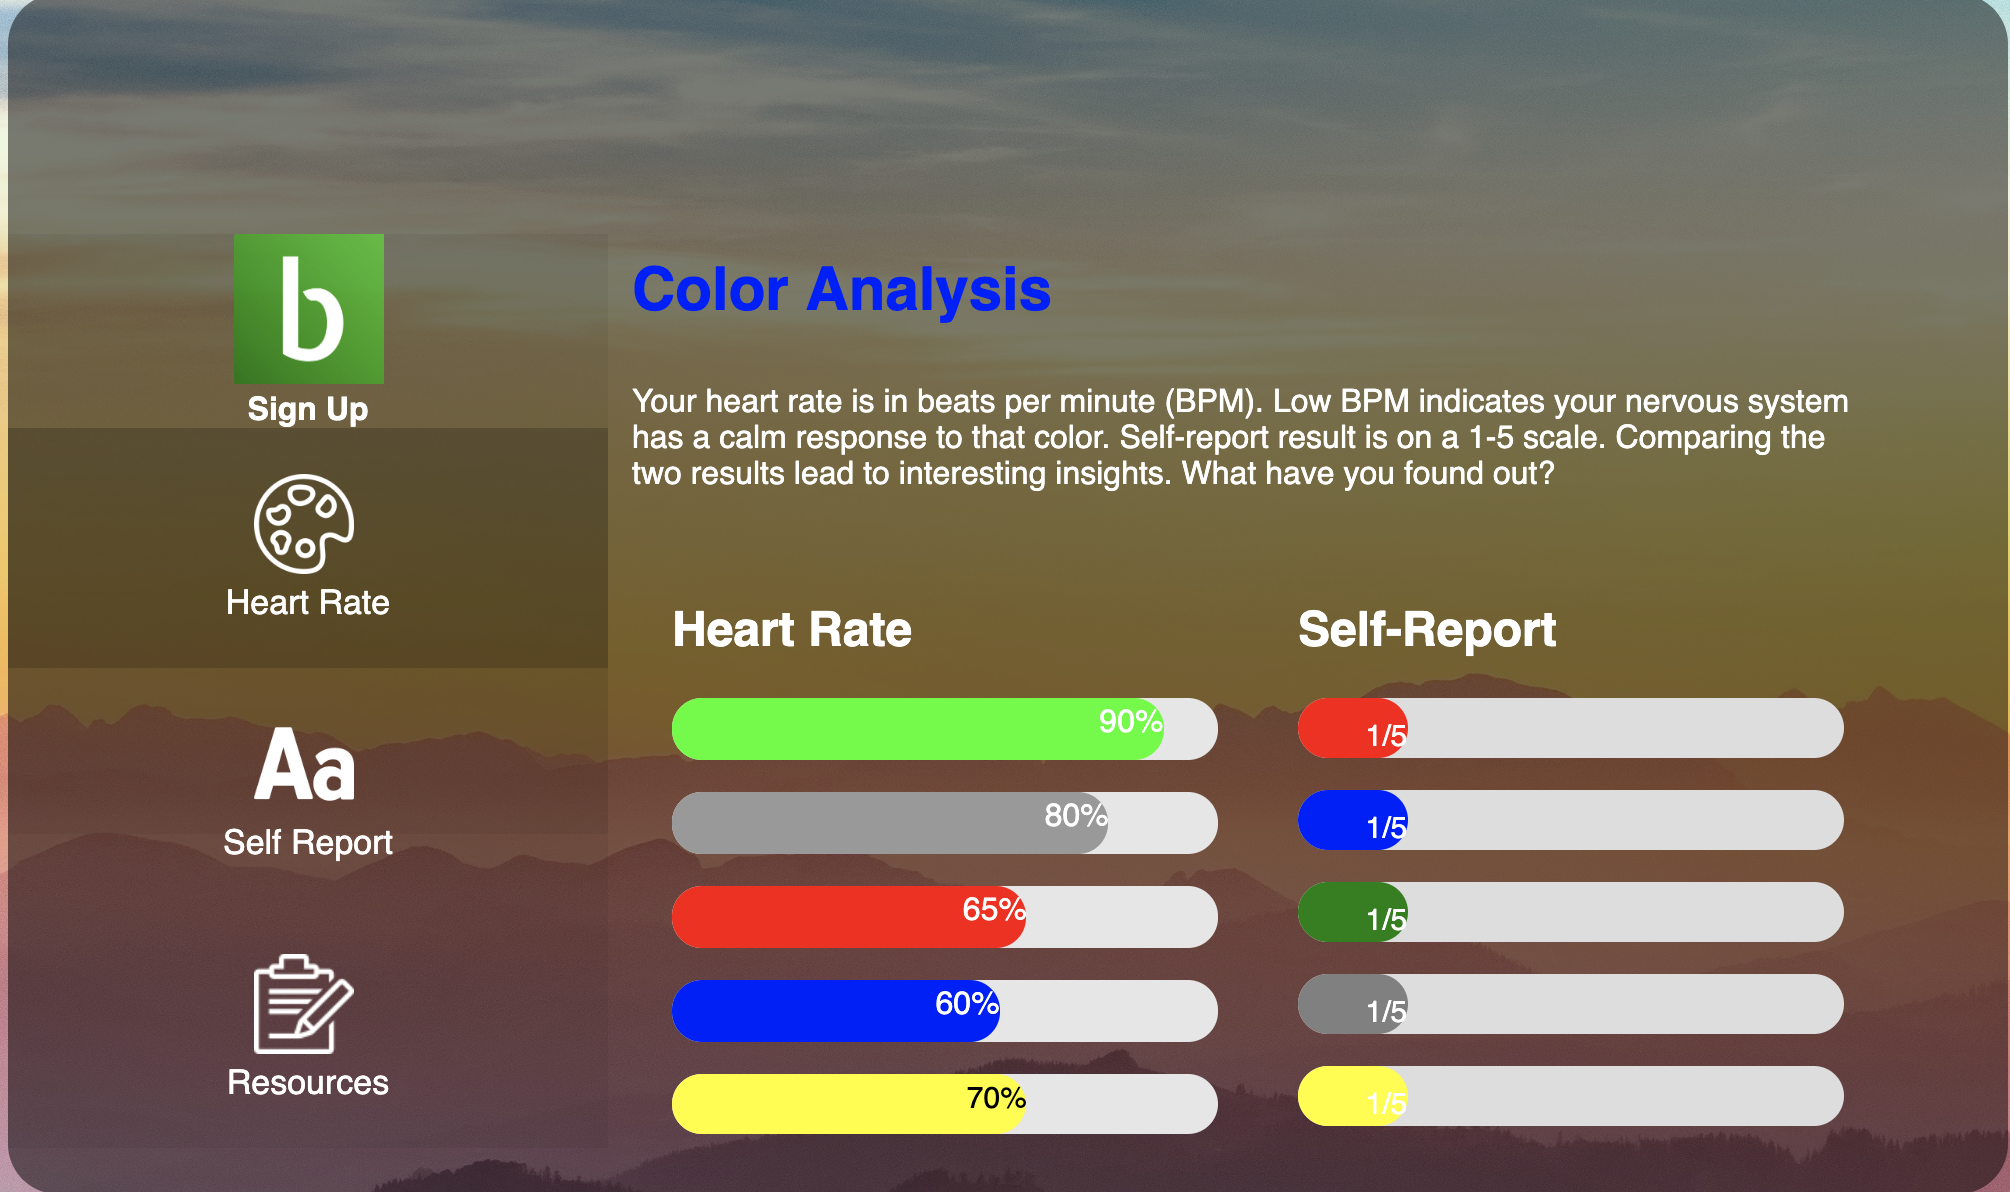 b
Sign Up
Heart Rate
Aa
Self Report
Resources
Color Analysis
Your heart rate is in beats per minute (BPM). Low BPM indicates your nervous system
has a calm response to that color. Self-report result is on a 1-5 scale. Comparing the
two results lead to interesting insights. What have you found out?
Heart Rate
90%
80%
65%
60%
70%
Self-Report
1/5
1/5
1/5
1/5
1/5